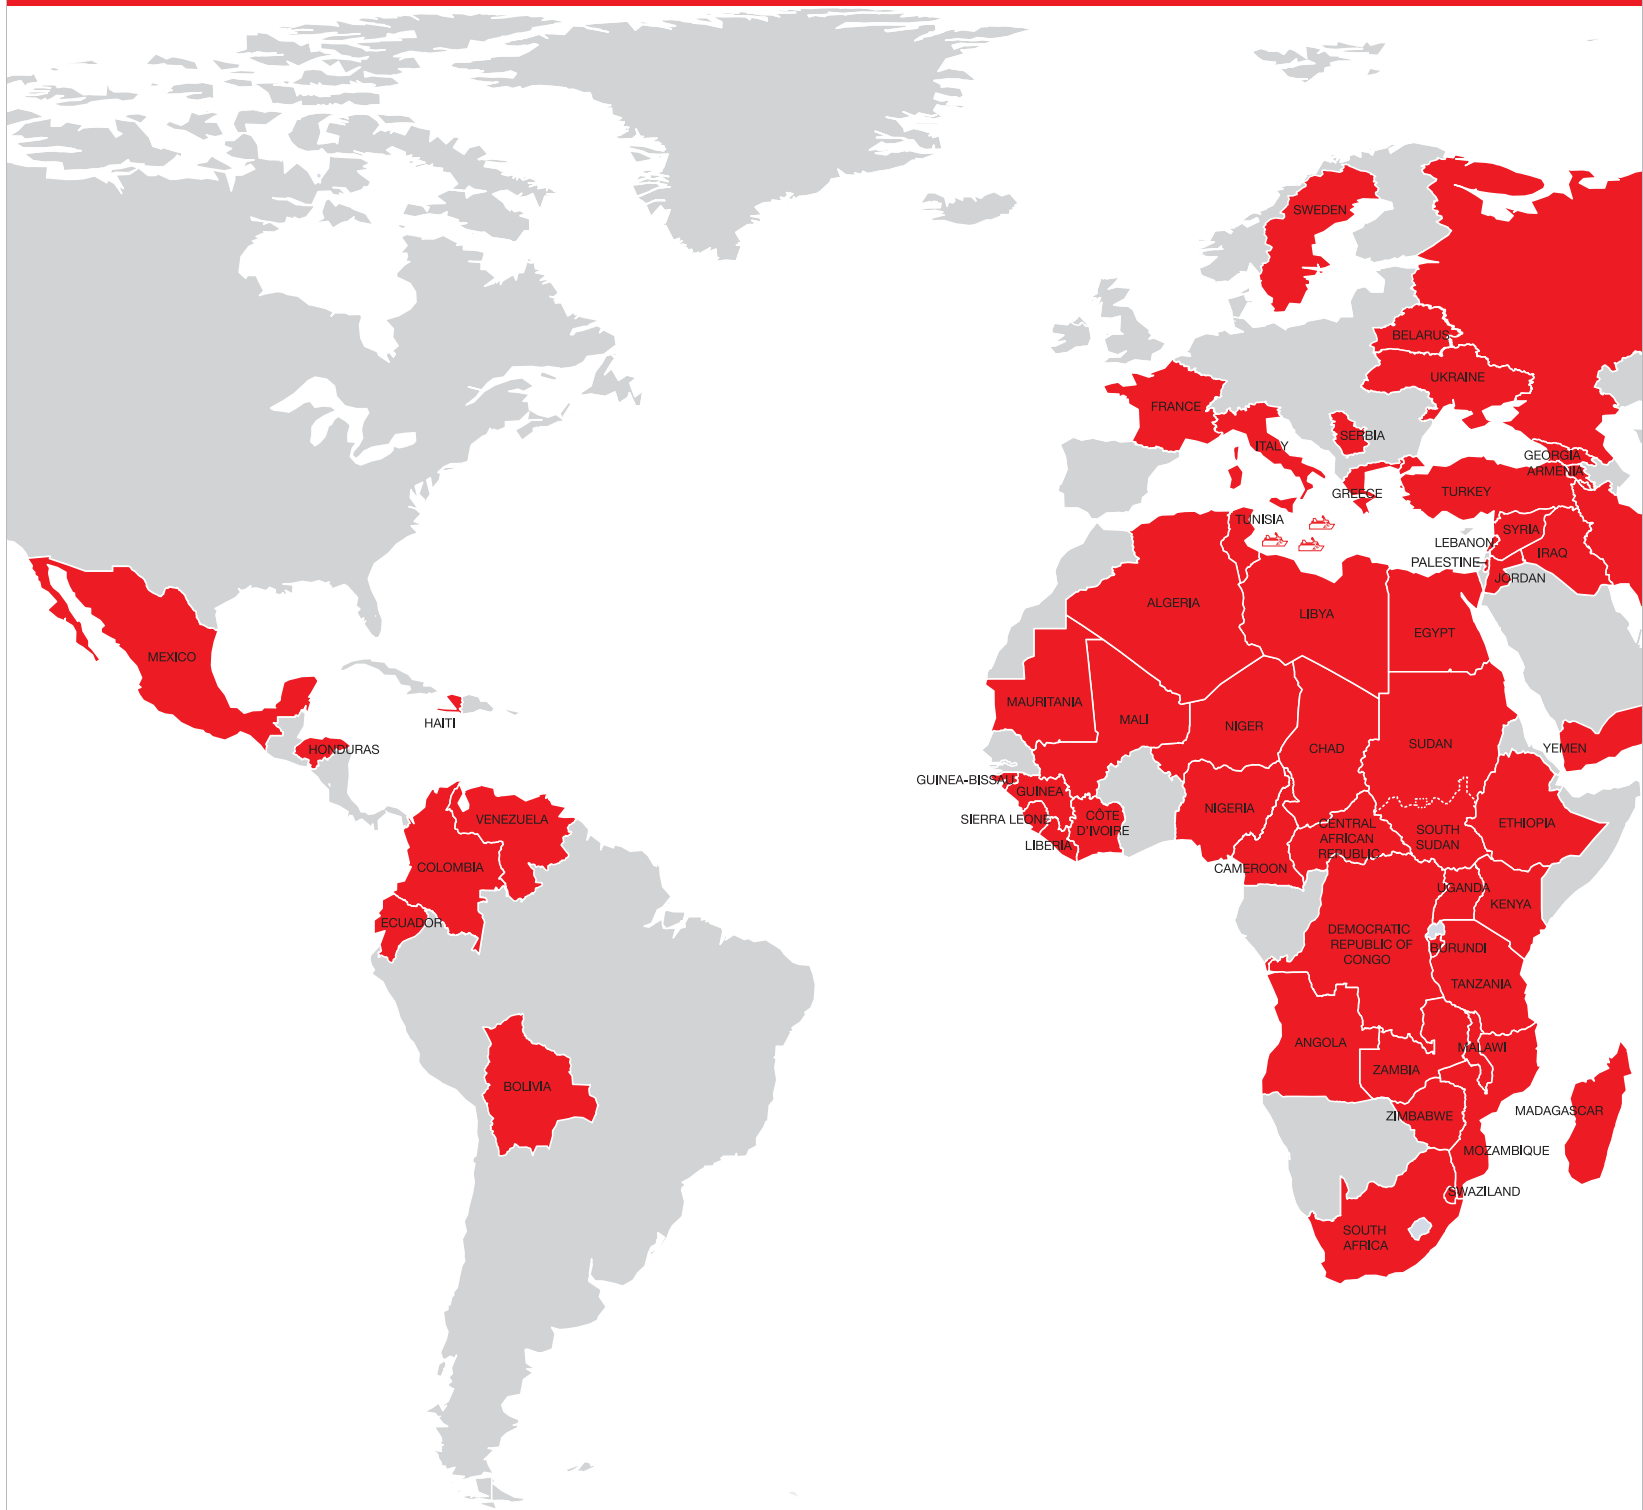 SWEDEN
BELARUS
UKRAINE
FRANCE
SERBIA
ITALY
GEORGIA
ARMENIA
GREECE
TURKEY
TUNISIA
SYRIA
LEBANON
IRAQ
PALESTINE
JORDAN
ALGERIA
LIBYA
EGYPT
MEXICO
MAURITANIA
MALI
NIGER
HAITI
CHAD
SUDAN
YEMEN
HONDURAS
GUINEA-BISSAU
GUINEA
NIGERIA
SIERRA LEONE
CÔTE
D'IVOIRE
VENEZUELA
CENTRAL
AFRICAN
REPUBLIC
SOUTH
SUDAN
ETHIOPIA
LIBERIA
COLOMBIA
CAMEROON
UGANDA
KENYA
ECUADOR
DEMOCRATIC
REPUBLIC OF
CONGO
BURUNDI
TANZANIA
ANGOLA
MALAWI
ZAMBIA
BOLIVIA
MADAGASCAR
ZIMBABWE
MOZAMBIQUE
SWAZILAND
SOUTH
AFRICA